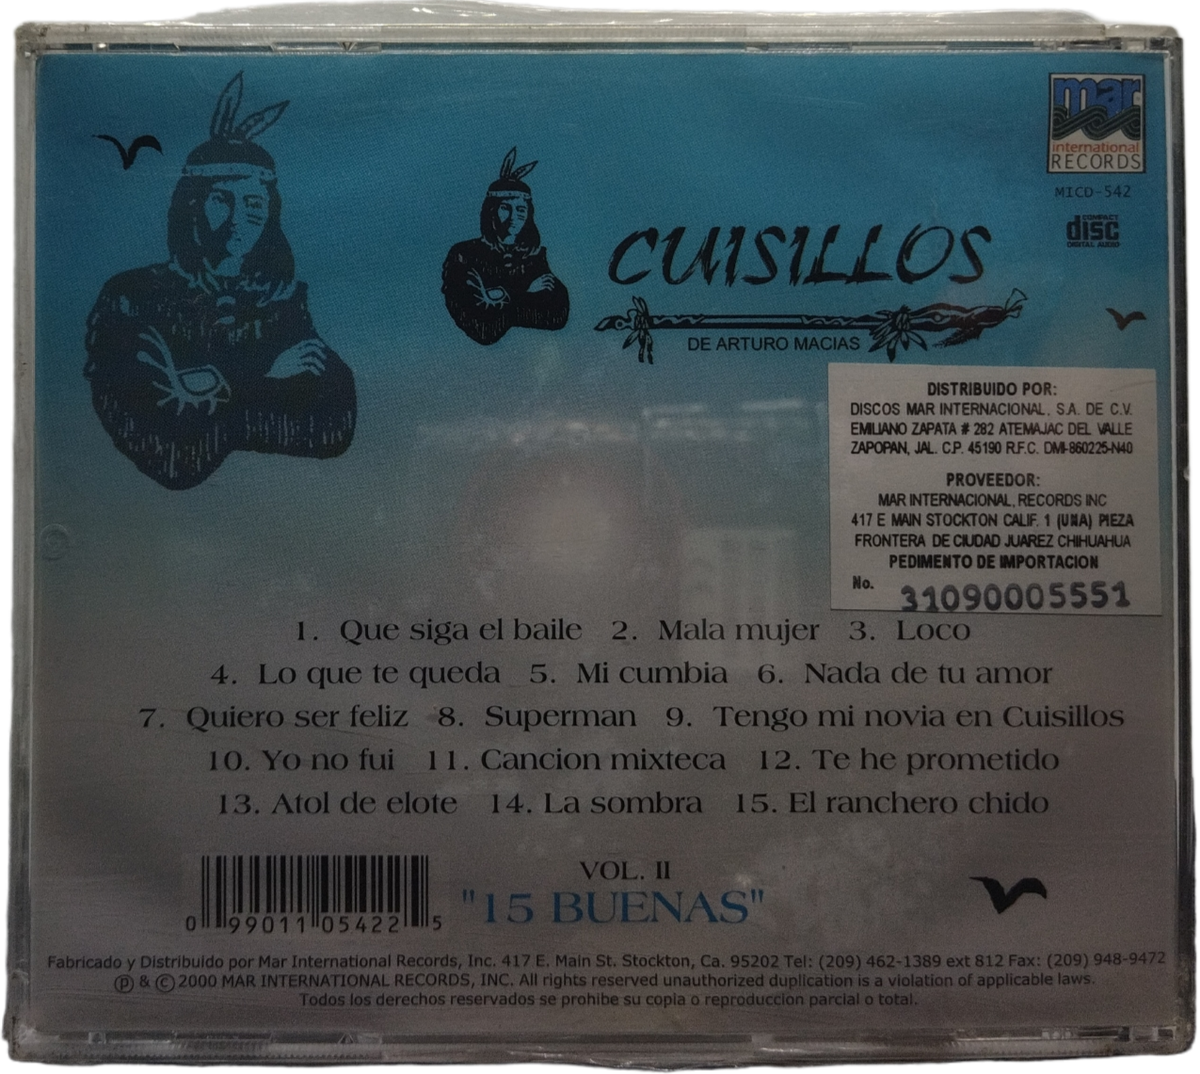 mar
international
RECORDS
MICD-542
COMPACT
disc
DIGITAL AUDIO
CUISILLOS
DE ARTURO MACIAS
DISTRIBUIDO POR:
DISCOS MAR INTERNACIONAL, S.A. DE C.V.
EMILIANO ZAPATA # 282 ATEMAJAC DEL VALLE
ZAPOPAN, JAL. C.P. 45190 R.F.C. DMI-860225-N40
PROVEEDOR:
MAR INTERNACIONAL, RECORDS INC
417 E MAIN STOCKTON CALIF. 1 (UNA) PIEZA
FRONTERA DE CIUDAD JUAREZ CHIHUAHUA
PEDIMENTO DE IMPORTACION
No. 31090005551
1. Que siga el baile 2. Mala mujer 3. Loco
4. Lo que te queda 5. Mi cumbia 6. Nada de tu amor
7. Quiero ser feliz 8. Superman 9. Tengo mi novia en Cuisillos
10. Yo no fui 11. Cancion mixteca 12. Te he prometido
13. Atol de elote 14. La sombra 15. El ranchero chido
VOL. II
"15 BUENAS"
0 99011 05422 5
Fabricado y Distribuido por Mar International Records, Inc. 417 E. Main St. Stockton, Ca. 95202 Tel: (209) 462-1389 ext 812 Fax: (209) 948-9472
℗ & © 2000 MAR INTERNATIONAL RECORDS, INC. All rights reserved unauthorized duplication is a violation of applicable laws.
Todos los derechos reservados se prohibe su copia o reproduccion parcial o total.